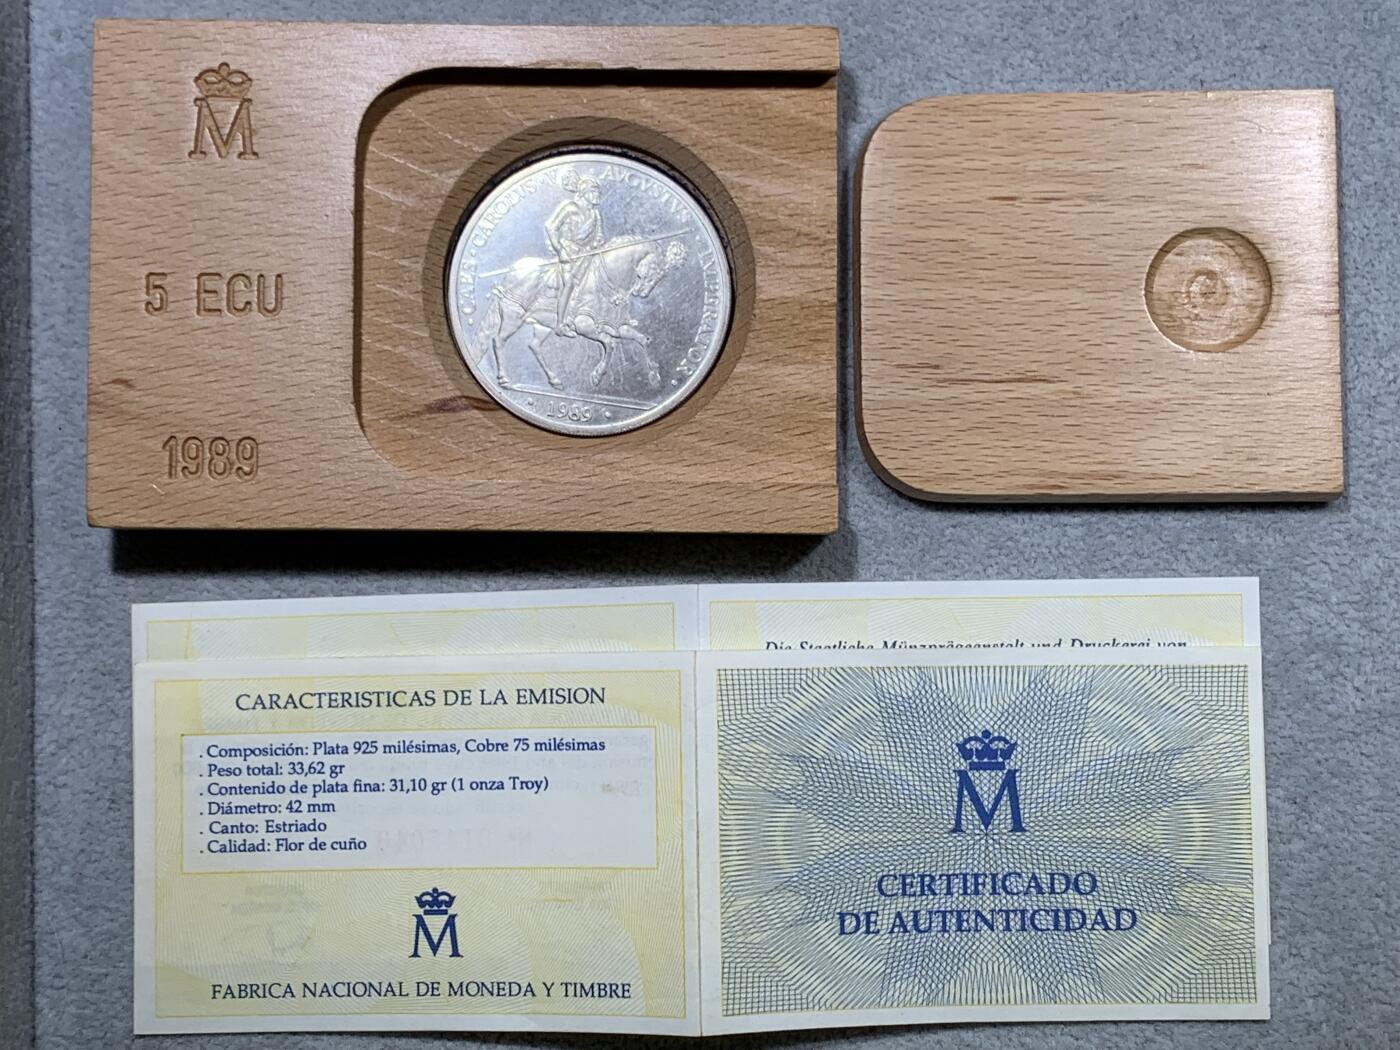 M
5 ECU
1989
· CAES · CAROLVS · V · AVGVSTVS · IMPERATOR ·
· 1989 ·
Die Staatliche Münzprägeanstalt und Druckerei von
CARACTERISTICAS DE LA EMISION
. Composición: Plata 925 milésimas, Cobre 75 milésimas
. Peso total: 33,62 gr
. Contenido de plata fina: 31,10 gr (1 onza Troy)
. Diámetro: 42 mm
. Canto: Estriado
. Calidad: Flor de cuño
M
FABRICA NACIONAL DE MONEDA Y TIMBRE
M
CERTIFICADO
DE AUTENTICIDAD